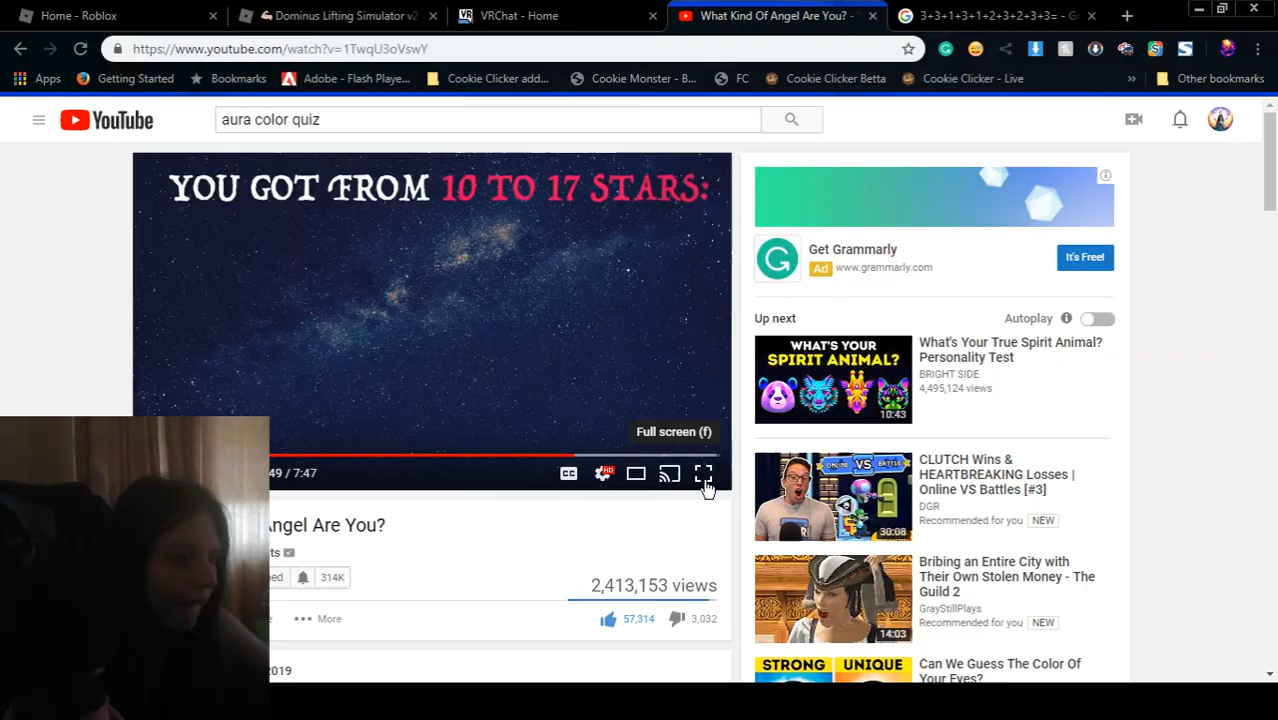 Home - Roblox
Dominus Lifting Simulator v2
VRChat - Home
What Kind Of Angel Are You? -
3+3+1+3+1+2+3+2+3+3= - G
https://www.youtube.com/watch?v=1TwqU3oVswY
Apps
Getting Started
Bookmarks
Adobe - Flash Playe...
Cookie Clicker add...
Cookie Monster - B...
FC
Cookie Clicker Betta
Cookie Clicker - Live
»
Other bookmarks
YouTube
aura color quiz
YOU GOT FROM 10 TO 17 STARS:
Full screen (f)
49 / 7:47
CC
HD
Angel Are You?
ts
ed
314K
2,413,153 views
More
57,314
3,032
2019
Get Grammarly
Ad www.grammarly.com
It's Free!
Up next
Autoplay
WHAT'S YOUR
SPIRIT ANIMAL?
10:43
What's Your True Spirit Animal?
Personality Test
BRIGHT SIDE
4,495,124 views
ONLINE VS BATTLE
30:08
CLUTCH Wins &
HEARTBREAKING Losses |
Online VS Battles [#3]
DGR
Recommended for you NEW
14:03
Bribing an Entire City with
Their Own Stolen Money - The
Guild 2
GrayStillPlays
Recommended for you NEW
STRONG UNIQUE
Can We Guess The Color Of
Your Eyes?